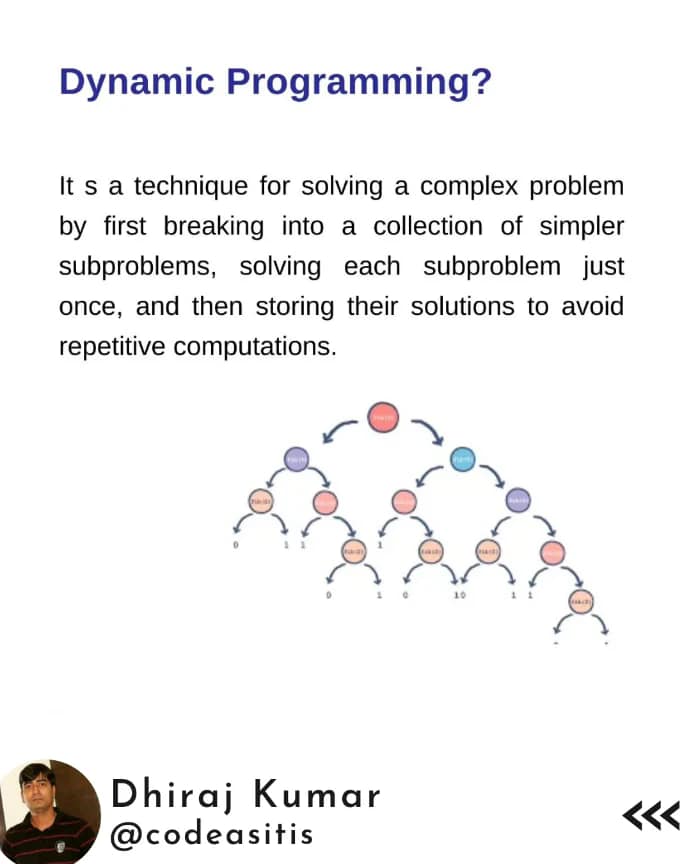 Dynamic Programming?
It s a technique for solving a complex problem
by first breaking into a collection of simpler
subproblems, solving each subproblem just
once, and then storing their solutions to avoid
repetitive computations.
0 1 1 1
0 1 0 10 1 1
Dhiraj Kumar
@codeasitis